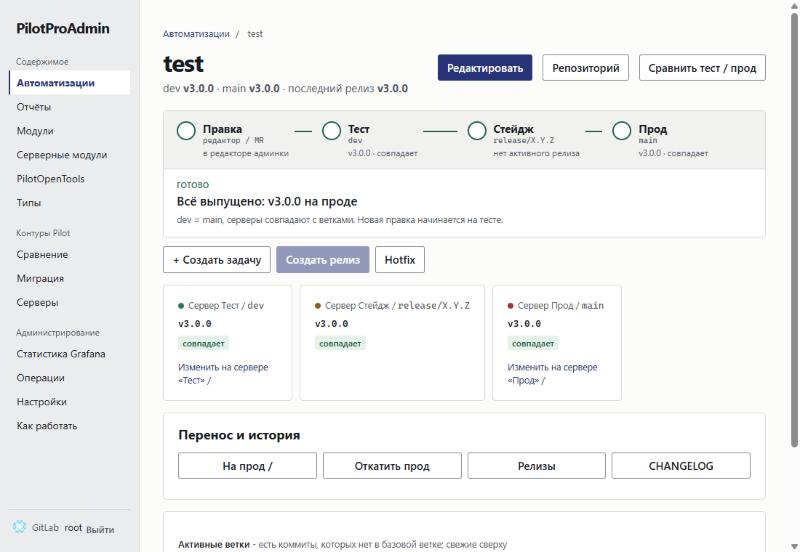 PilotProAdmin
Содержимое
Автоматизации
Отчёты
Модули
Серверные модули
PilotOpenTools
Типы
Контуры Pilot
Сравнение
Миграция
Серверы
Администрирование
Статистика Grafana
Операции
Настройки
Как работать
GitLab root Выйти
Автоматизации / test
test
Редактировать
Репозиторий
Сравнить тест / прод
dev v3.0.0 · main v3.0.0 · последний релиз v3.0.0
Правка
редактор / MR
в редакторе админки
Тест
dev
v3.0.0 · совпадает
Стейдж
release/X.Y.Z
нет активного релиза
Прод
main
v3.0.0 · совпадает
ГОТОВО
Всё выпущено: v3.0.0 на проде
dev = main, серверы совпадают с ветками. Новая правка начинается на тесте.
+ Создать задачу
Создать релиз
Hotfix
Сервер Тест / dev
v3.0.0
совпадает
Изменить на сервере
«Тест» /
Сервер Стейдж / release/X.Y.Z
v3.0.0
совпадает
Сервер Прод / main
v3.0.0
совпадает
Изменить на сервере
«Прод» /
Перенос и история
На прод /
Откатить прод
Релизы
CHANGELOG
Активные ветки - есть коммиты, которых нет в базовой ветке; свежие сверху